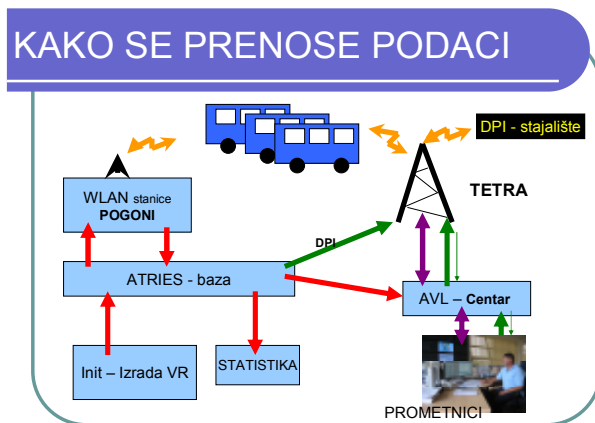 KAKO SE PRENOSE PODACI
DPI - stajalište
WLAN stanice
POGONI
TETRA
DPI
ATRIES - baza
AVL – Centar
Init – Izrada VR
STATISTIKA
PROMETNICI